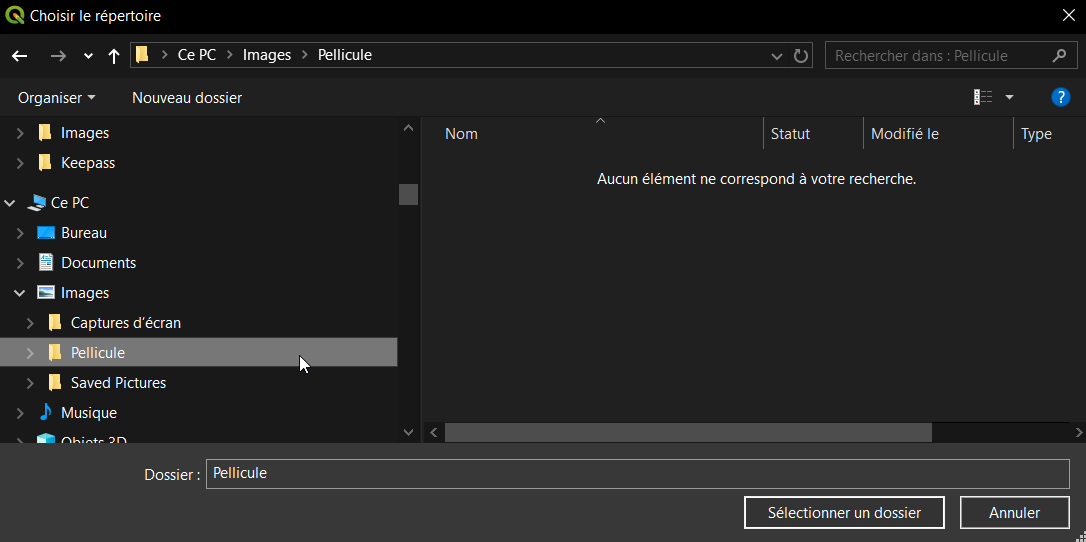 Choisir le répertoire
Ce PC > Images > Pellicule
Rechercher dans : Pellicule
Organiser
Nouveau dossier
?
Images
Keepass
Ce PC
Bureau
Documents
Images
Captures d'écran
Pellicule
Saved Pictures
Musique
Objets 3D
Nom
Statut
Modifié le
Type
Aucun élément ne correspond à votre recherche.
Dossier : Pellicule
Sélectionner un dossier
Annuler